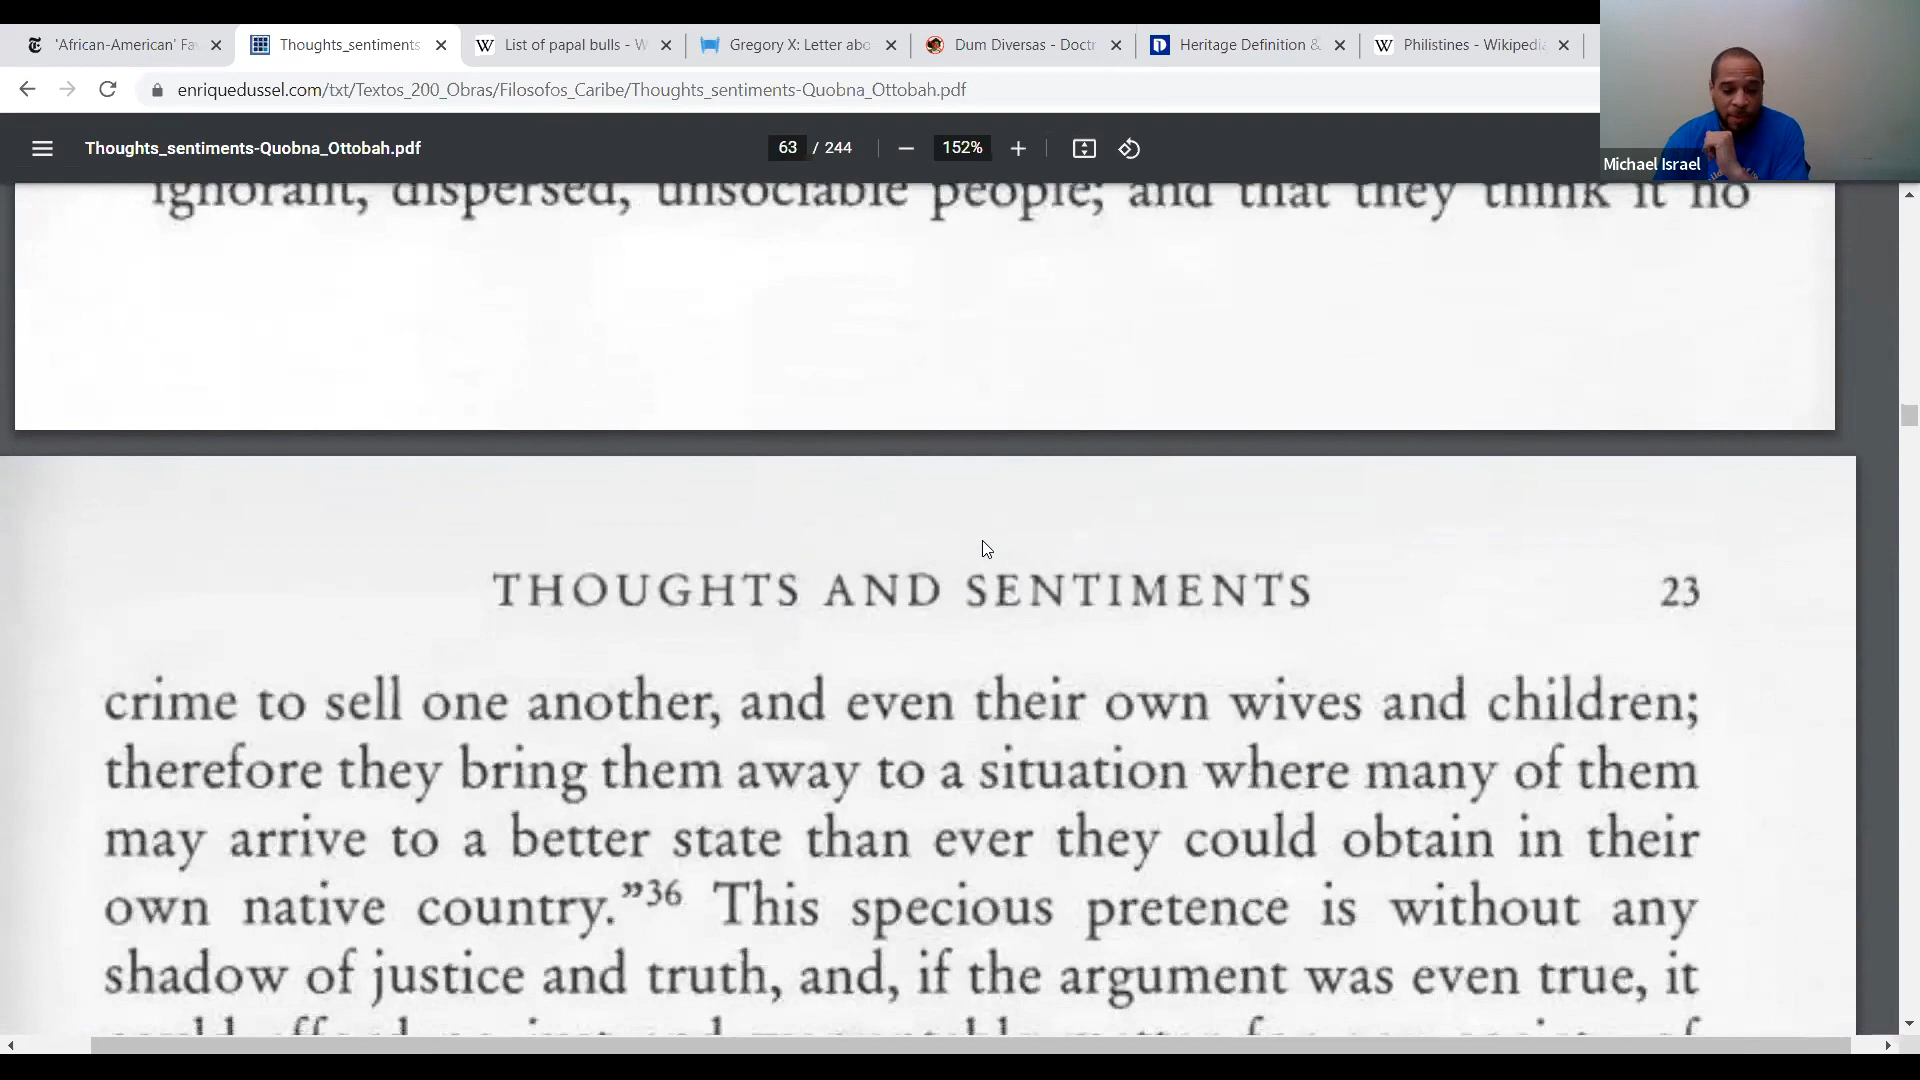 'African-American' Fa
Thoughts_sentiments
List of papal bulls - W
Gregory X: Letter abo
Dum Diversas - Doctr
Heritage Definition &
Philistines - Wikipedia
enriquedussel.com/txt/Textos_200_Obras/Filosofos_Caribe/Thoughts_sentiments-Quobna_Ottobah.pdf
Thoughts_sentiments-Quobna_Ottobah.pdf
63 / 244
152%
Michael Israel
ignorant, dispersed, unsociable people; and that they think it no
THOUGHTS AND SENTIMENTS 23
crime to sell one another, and even their own wives and children;
therefore they bring them away to a situation where many of them
may arrive to a better state than ever they could obtain in their
own native country.”36 This specious pretence is without any
shadow of justice and truth, and, if the argument was even true, it